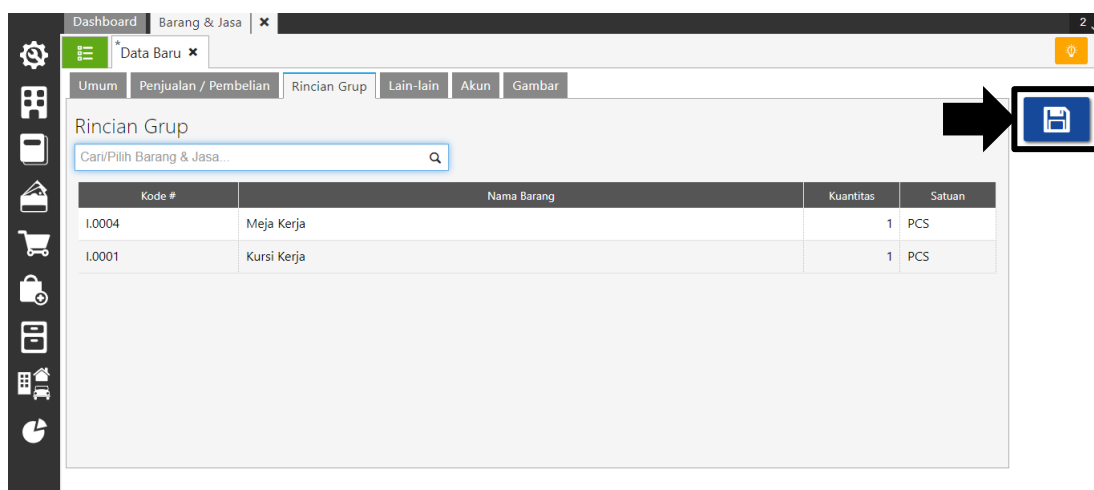 Dashboard Barang & Jasa 2
*Data Baru
Umum Penjualan / Pembelian Rincian Grup Lain-lain Akun Gambar
Rincian Grup
Cari/Pilih Barang & Jasa...
Kode # Nama Barang Kuantitas Satuan
I.0004 Meja Kerja 1 PCS
I.0001 Kursi Kerja 1 PCS